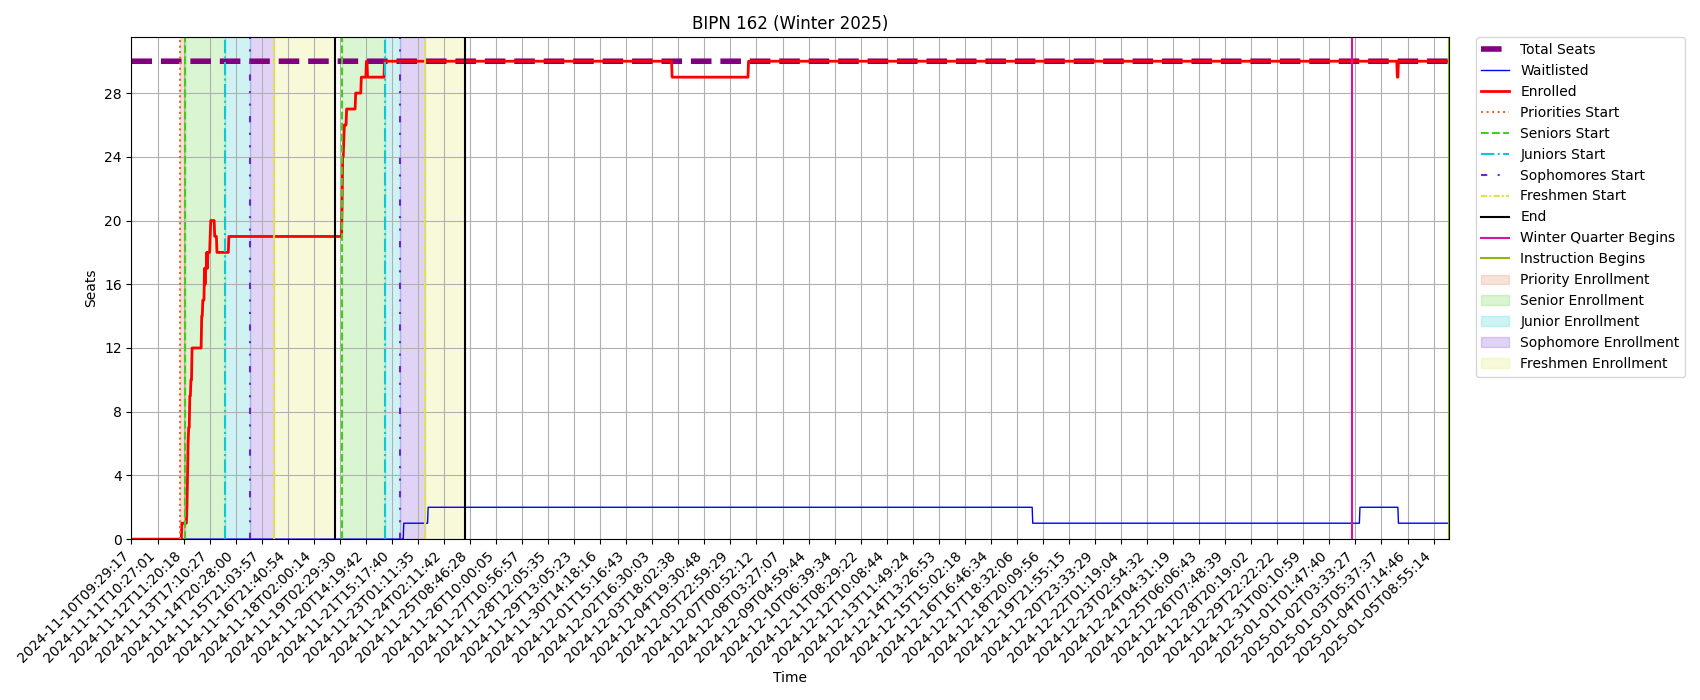 BIPN 162 (Winter 2025)
Total Seats
Waitlisted
Enrolled
Priorities Start
Seniors Start
Juniors Start
Sophomores Start
Freshmen Start
End
Winter Quarter Begins
Instruction Begins
Priority Enrollment
Senior Enrollment
Junior Enrollment
Sophomore Enrollment
Freshmen Enrollment
Seats
28
24
20
16
12
8
4
0
2024-11-10T09:29:17
2024-11-11T10:27:01
2024-11-12T11:20:18
2024-11-13T17:10:27
2024-11-14T20:28:00
2024-11-15T21:03:57
2024-11-16T21:40:54
2024-11-18T02:00:14
2024-11-19T02:29:30
2024-11-20T14:19:42
2024-11-21T15:17:40
2024-11-23T01:11:35
2024-11-24T02:11:42
2024-11-25T08:46:28
2024-11-26T10:00:05
2024-11-27T10:56:57
2024-11-28T12:05:35
2024-11-29T13:05:23
2024-11-30T14:18:16
2024-12-01T15:16:43
2024-12-02T16:30:03
2024-12-03T18:02:38
2024-12-04T19:30:48
2024-12-05T22:59:29
2024-12-07T00:52:12
2024-12-08T03:27:07
2024-12-09T04:59:44
2024-12-10T06:39:34
2024-12-11T08:29:22
2024-12-12T10:08:44
2024-12-13T11:49:24
2024-12-14T13:26:53
2024-12-15T15:02:18
2024-12-16T16:46:34
2024-12-17T18:32:06
2024-12-18T20:09:56
2024-12-19T21:55:15
2024-12-20T23:33:29
2024-12-22T01:19:04
2024-12-23T02:54:32
2024-12-24T04:31:19
2024-12-25T06:06:43
2024-12-26T07:48:39
2024-12-28T20:19:02
2024-12-29T22:22:22
2024-12-31T00:10:59
2025-01-01T01:47:40
2025-01-02T03:33:27
2025-01-03T05:37:37
2025-01-04T07:14:46
2025-01-05T08:55:14
Time